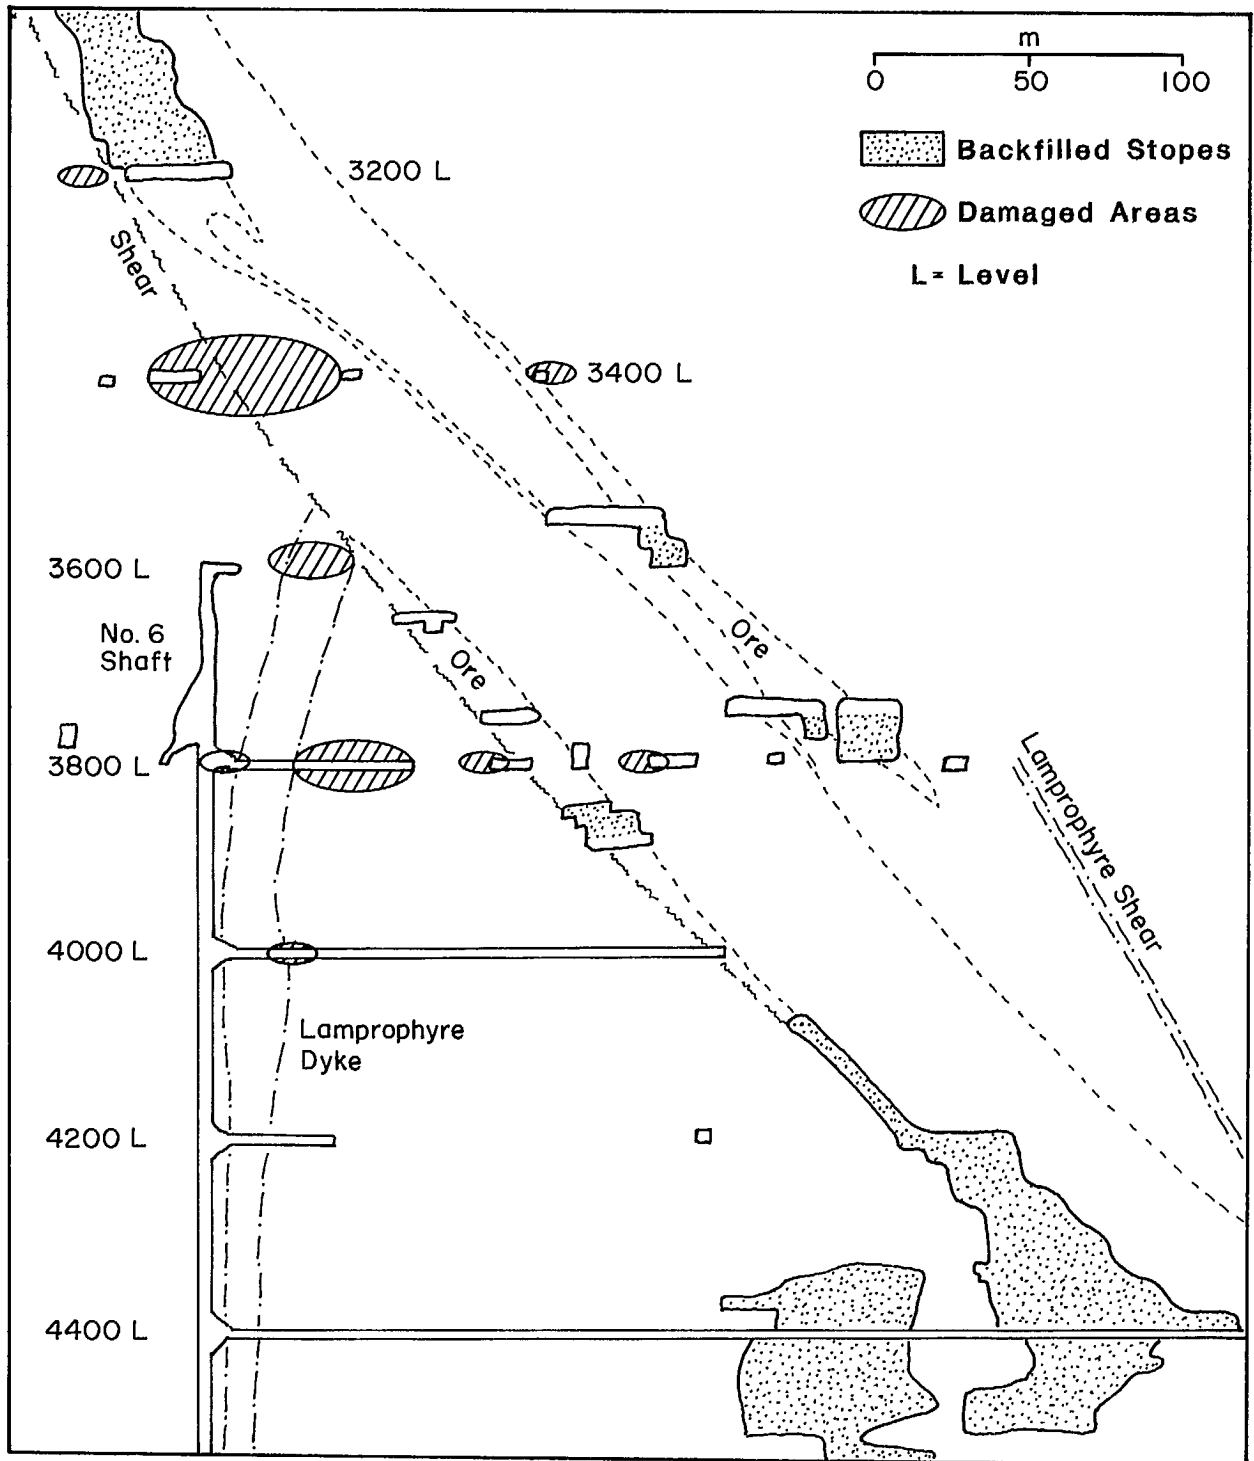 m
0 50 100
Backfilled Stopes
3200 L
Damaged Areas
Shear
L= Level
3400 L
3600 L
No. 6
Shaft
Ore
Ore
3800 L
Lamprophyre Shear
4000 L
Lamprophyre
Dyke
4200 L
4400 L